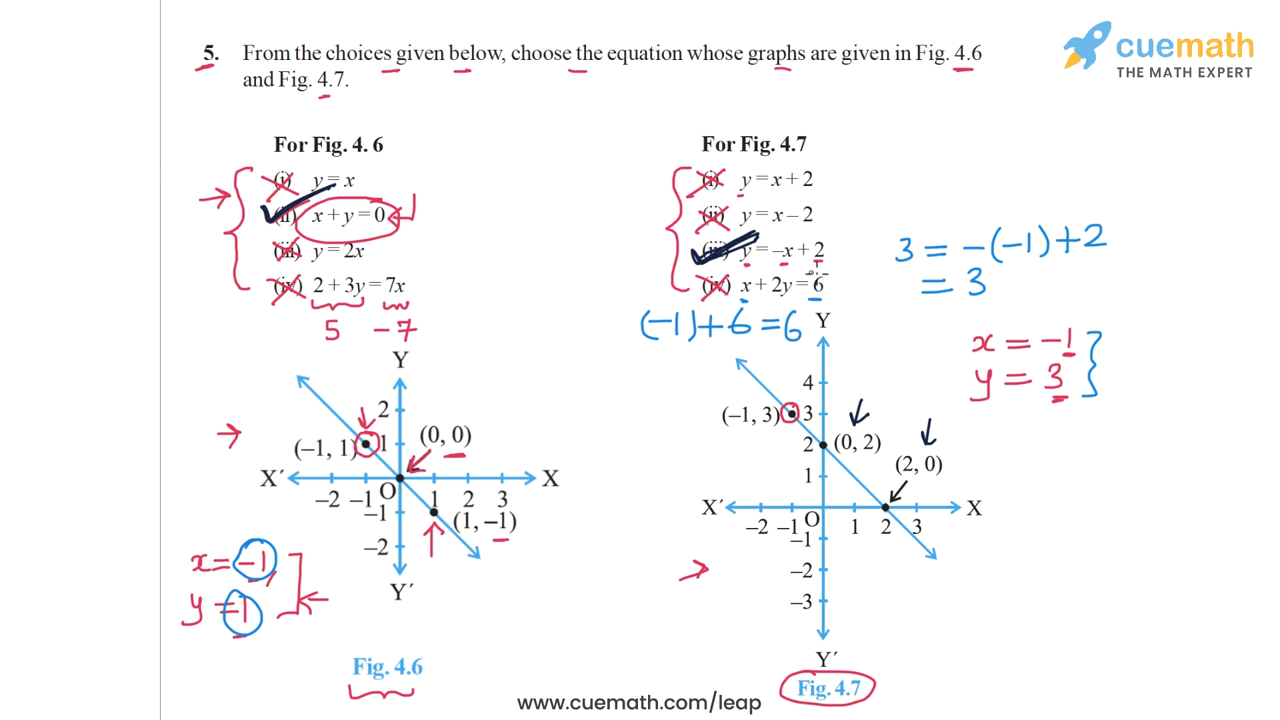 cuemath
THE MATH EXPERT
5. From the choices given below, choose the equation whose graphs are given in Fig. 4.6
and Fig. 4.7.
For Fig. 4. 6
(i) y = x
(ii) x + y = 0
(iii) y = 2x
(iv) 2 + 3y = 7x
5 -7
Y
2
(-1, 1) 1 (0, 0)
X′ -2 -1 O 1 2 3 X
-1 (1, -1)
-2
Y′
x = -1
y = 1
Fig. 4.6
For Fig. 4.7
(i) y = x + 2
(ii) y = x – 2
(iii) y = –x + 2
(iv) x + 2y = 6
3 = -(-1)+2
= 3
(-1)+6 = 6
x = -1
y = 3
Y
4
(–1, 3) 3
2 (0, 2)
(2, 0)
1
X′ –2 –1 O 1 2 3 X
–1
–2
–3
Y′
Fig. 4.7
www.cuemath.com/leap